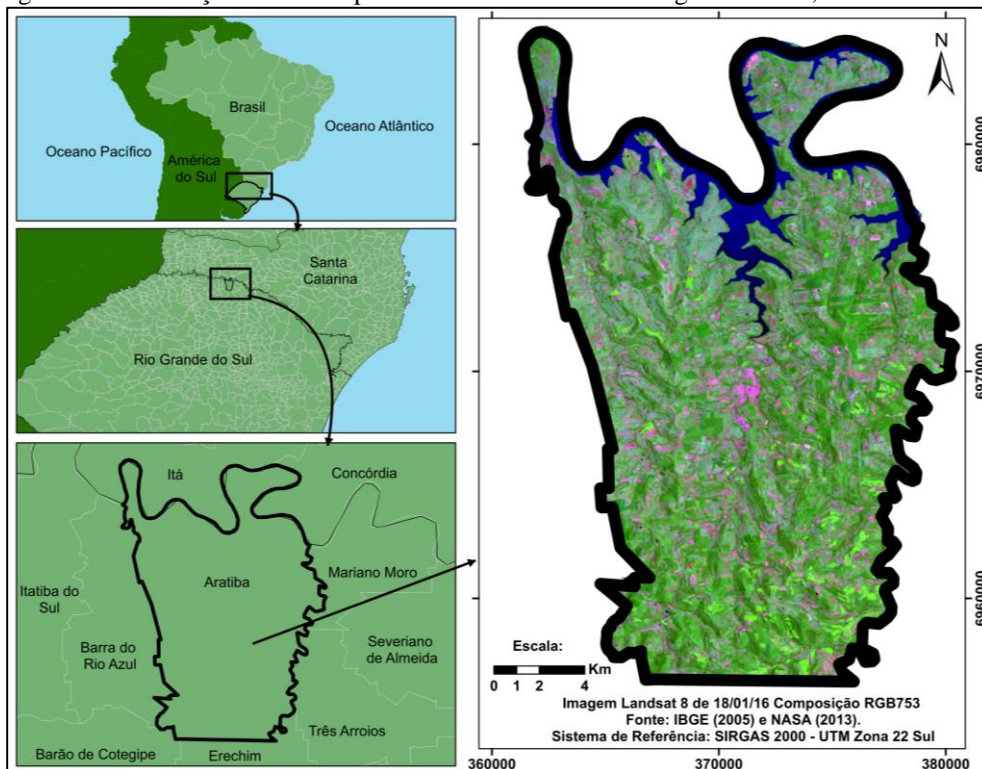 Brasil
Oceano Atlântico
Oceano Pacífico
América
do Sul
Santa
Catarina
Rio Grande do Sul
Itá
Concórdia
Aratiba
Mariano Moro
Itatiba do
Sul
Barra do
Rio Azul
Severiano
de Almeida
Três Arroios
Barão de Cotegipe
Erechim
N
6980000
6970000
6960000
Escala:
Km
0 1 2 4
Imagem Landsat 8 de 18/01/16 Composição RGB753
Fonte: IBGE (2005) e NASA (2013).
Sistema de Referência: SIRGAS 2000 - UTM Zona 22 Sul
360000 370000 380000